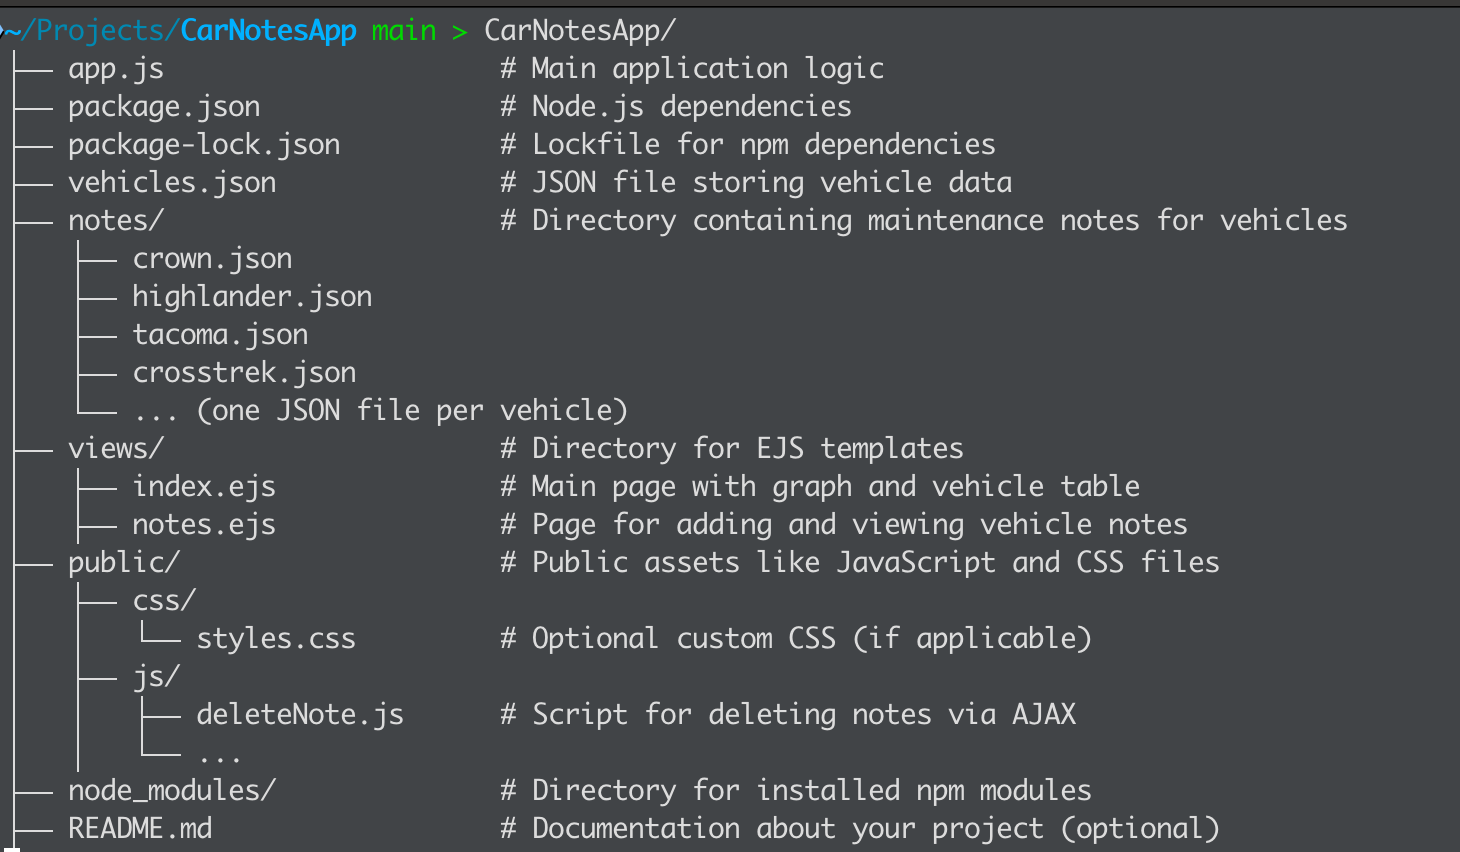 ~/Projects/CarNotesApp main > CarNotesApp/
├── app.js                     # Main application logic
├── package.json               # Node.js dependencies
├── package-lock.json          # Lockfile for npm dependencies
├── vehicles.json              # JSON file storing vehicle data
├── notes/                     # Directory containing maintenance notes for vehicles
│   ├── crown.json
│   ├── highlander.json
│   ├── tacoma.json
│   ├── crosstrek.json
│   └── ... (one JSON file per vehicle)
├── views/                     # Directory for EJS templates
│   ├── index.ejs              # Main page with graph and vehicle table
│   ├── notes.ejs              # Page for adding and viewing vehicle notes
├── public/                    # Public assets like JavaScript and CSS files
│   ├── css/
│   │   └── styles.css         # Optional custom CSS (if applicable)
│   ├── js/
│   │   ├── deleteNote.js      # Script for deleting notes via AJAX
│   │   └── ...
├── node_modules/              # Directory for installed npm modules
├── README.md                  # Documentation about your project (optional)